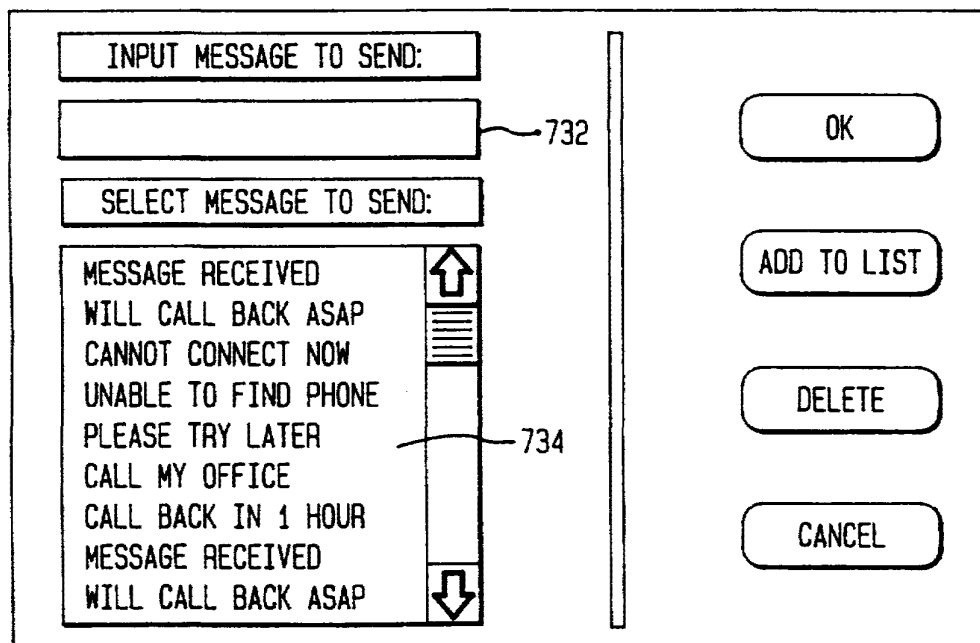 INPUT MESSAGE TO SEND:
732
SELECT MESSAGE TO SEND:
MESSAGE RECEIVED
WILL CALL BACK ASAP
CANNOT CONNECT NOW
UNABLE TO FIND PHONE
PLEASE TRY LATER
734
CALL MY OFFICE
CALL BACK IN 1 HOUR
MESSAGE RECEIVED
WILL CALL BACK ASAP
OK
ADD TO LIST
DELETE
CANCEL